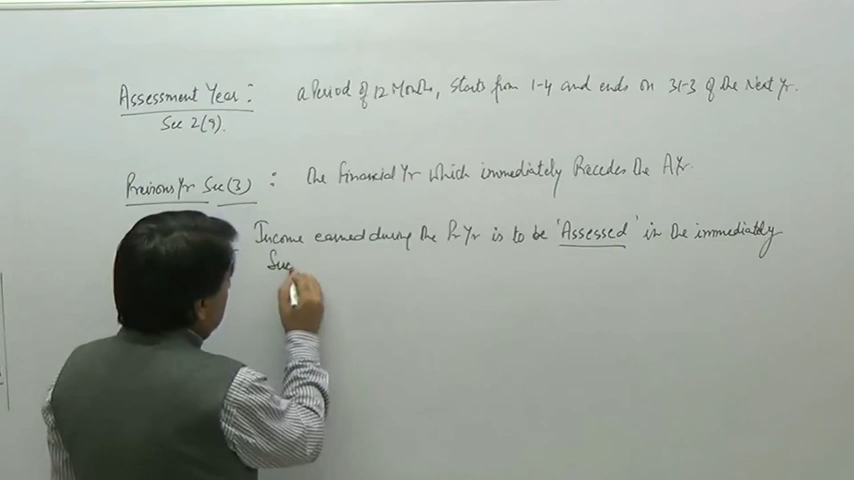 Assessment Year : a Period of 12 Months, starts from 1-4 and ends on 31-3 of the Next Yr.
Sec 2(9).
Previous Yr Sec(3) : the Financial Yr which immediately Precedes the AYr.
Income earned during the PrYr is to be 'Assessed' in the immediately
Suc